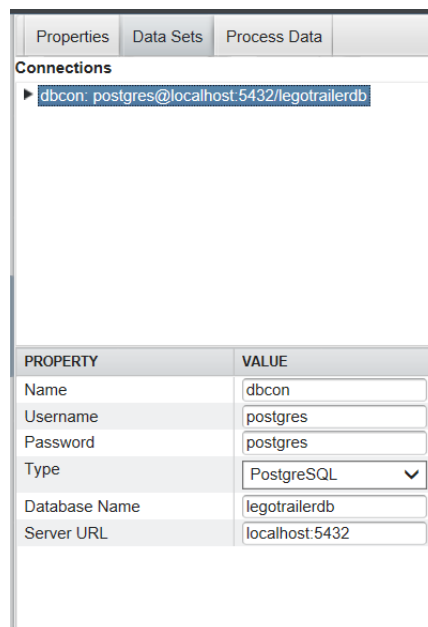 Properties Data Sets Process Data
Connections
dbcon: postgres@localhost:5432/legotrailerdb
PROPERTY VALUE
Name dbcon
Username postgres
Password postgres
Type PostgreSQL
Database Name legotrailerdb
Server URL localhost:5432